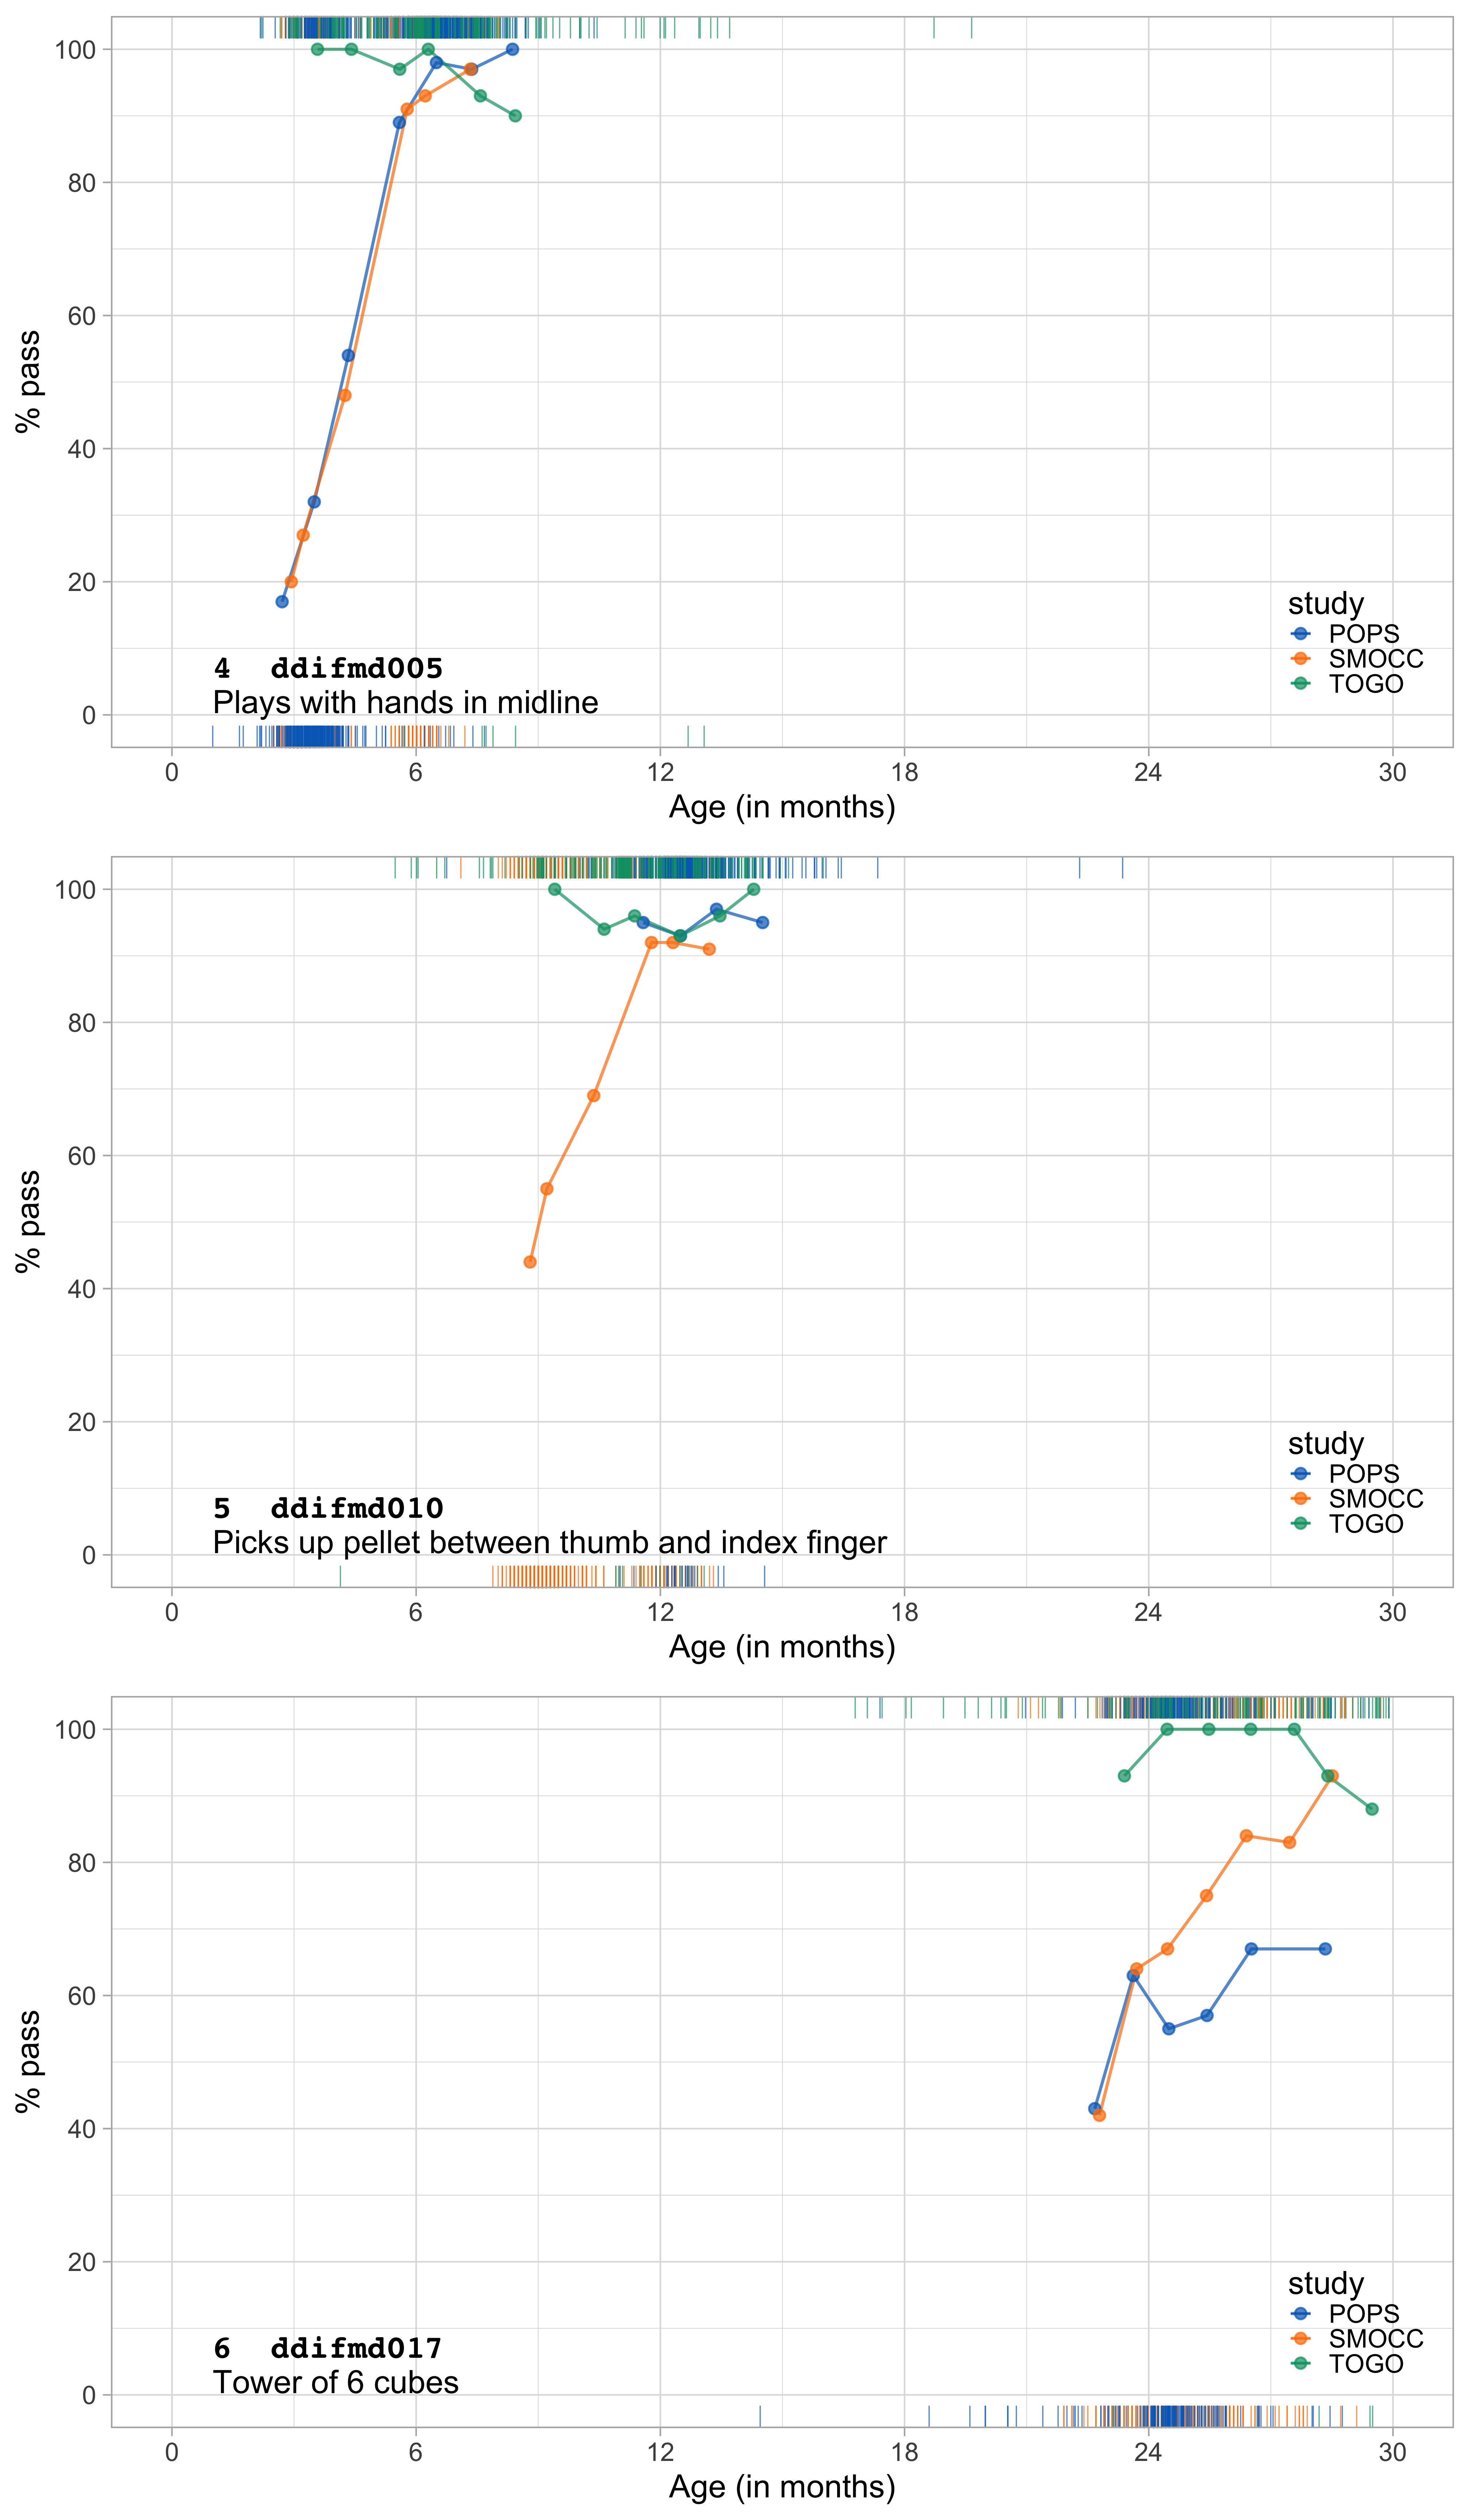 100
80
60
40
20
0
% pass
study
POPS
SMOCC
TOGO
4 ddifmd005
Plays with hands in midline
0 6 12 18 24 30
Age (in months)
100
80
60
40
20
0
% pass
study
POPS
SMOCC
TOGO
5 ddifmd010
Picks up pellet between thumb and index finger
0 6 12 18 24 30
Age (in months)
100
80
60
40
20
0
% pass
study
POPS
SMOCC
TOGO
6 ddifmd017
Tower of 6 cubes
0 6 12 18 24 30
Age (in months)